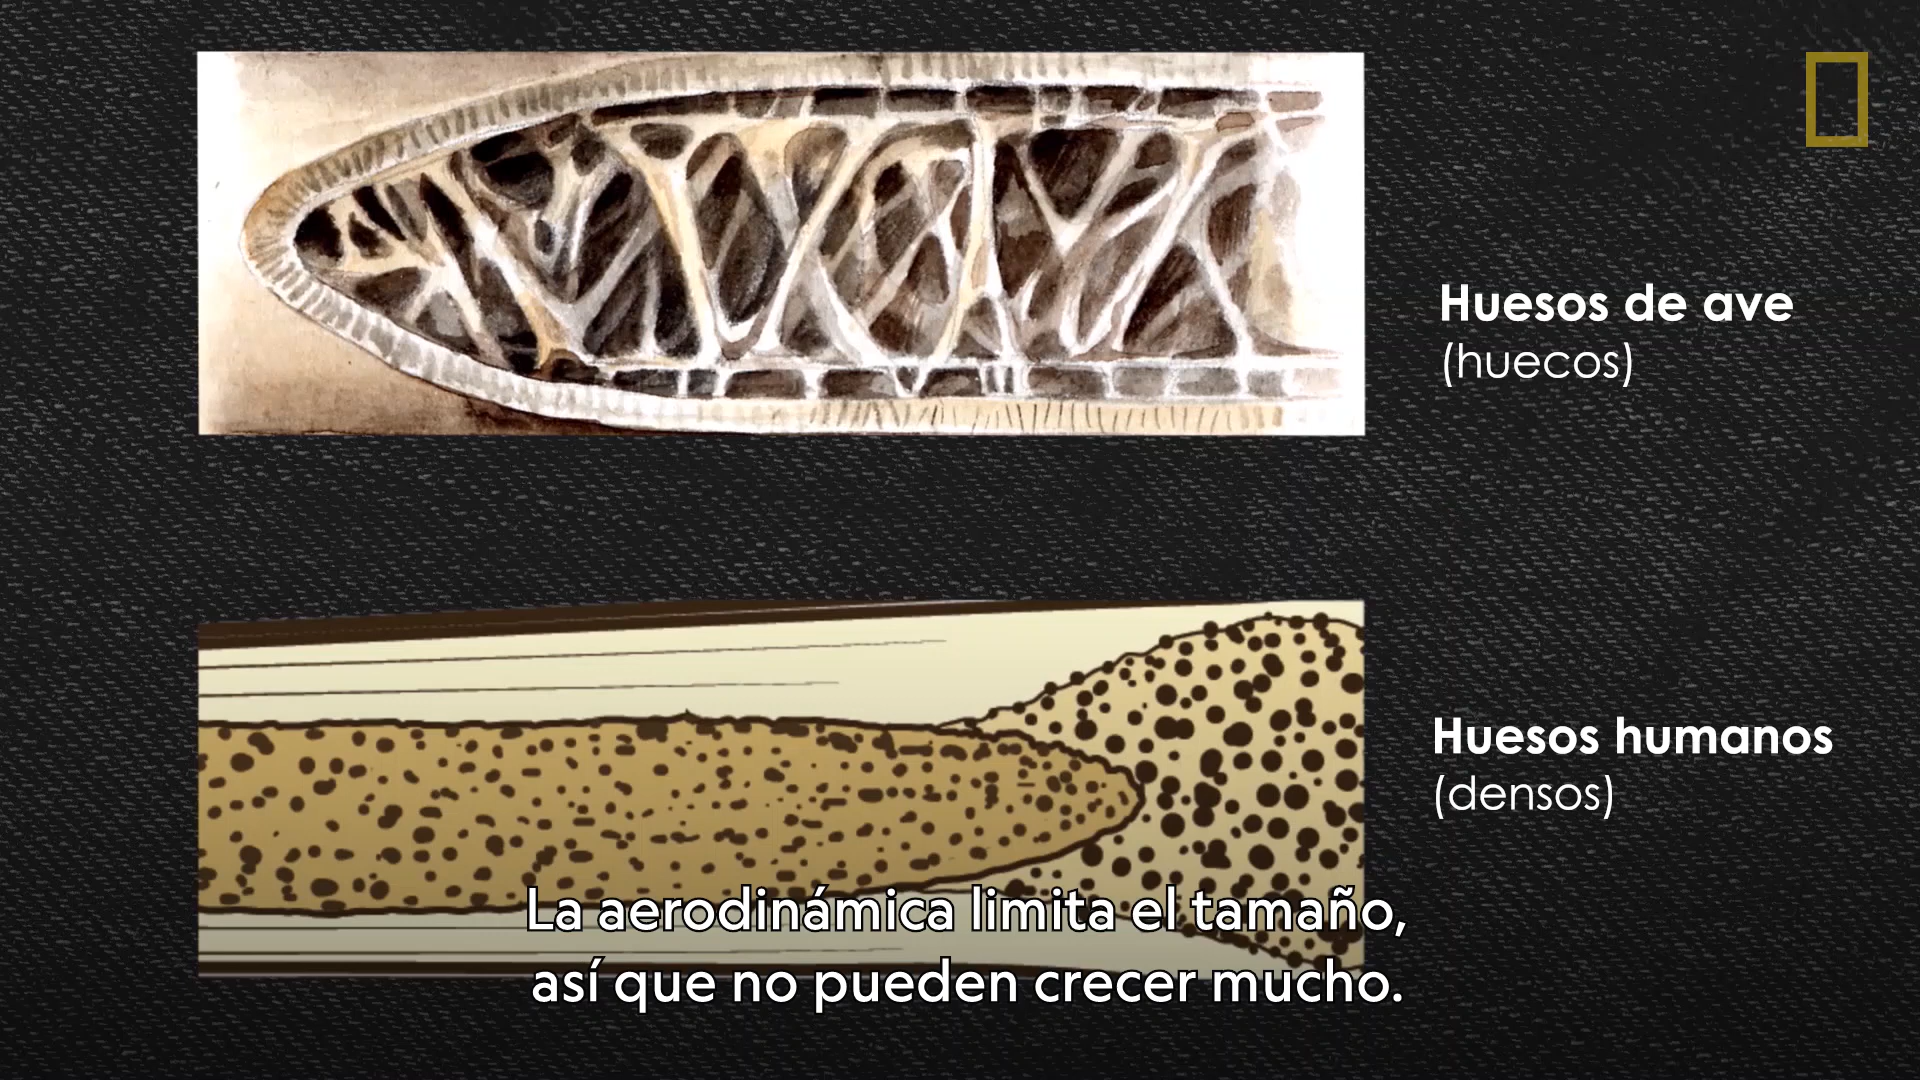 Huesos de ave
(huecos)
Huesos humanos
(densos)
La aerodinámica limita el tamaño,
así que no pueden crecer mucho.